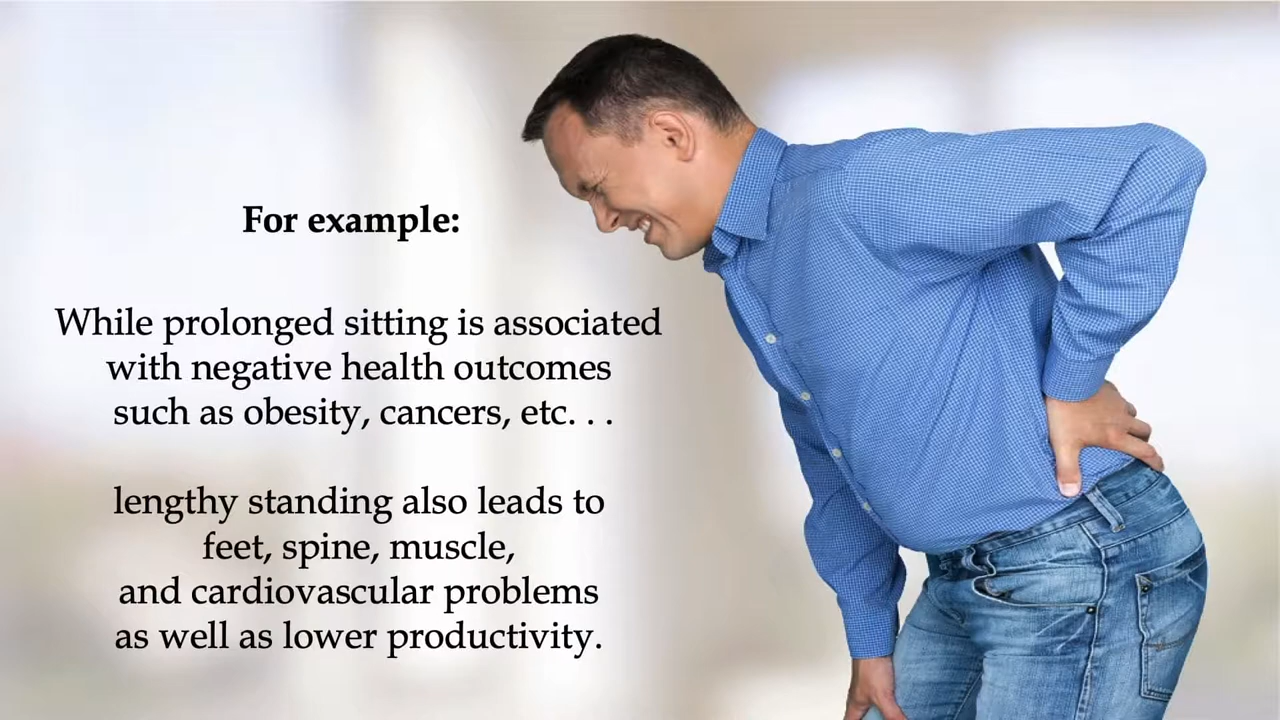 For example:
While prolonged sitting is associated
with negative health outcomes
such as obesity, cancers, etc. . .
lengthy standing also leads to
feet, spine, muscle,
and cardiovascular problems
as well as lower productivity.